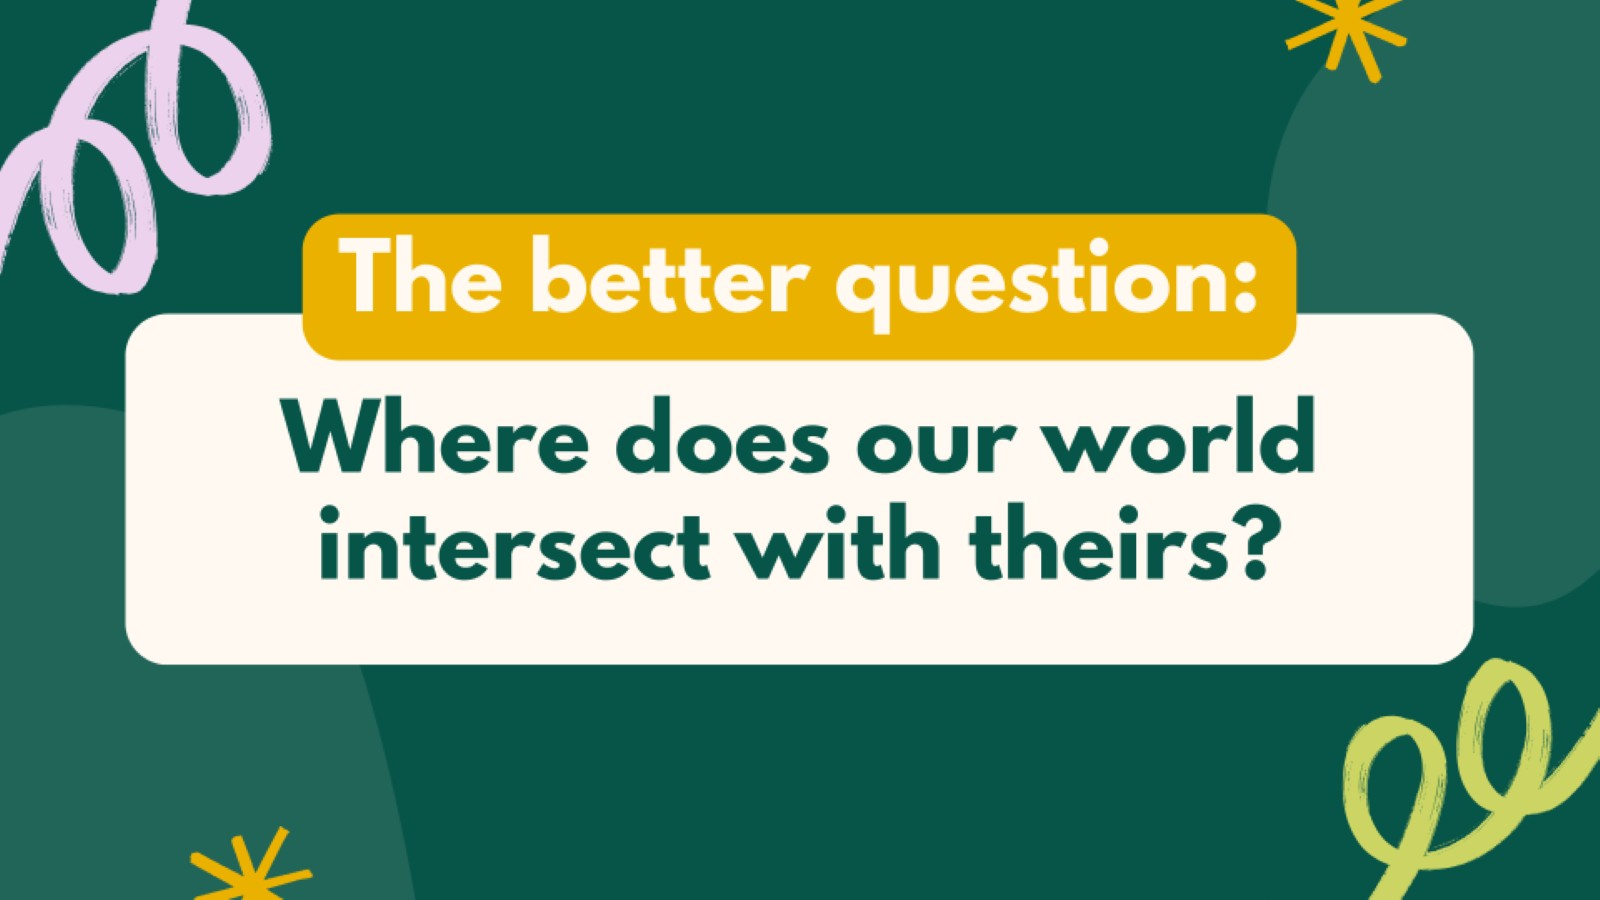 The better question:
Where does our world
intersect with theirs?